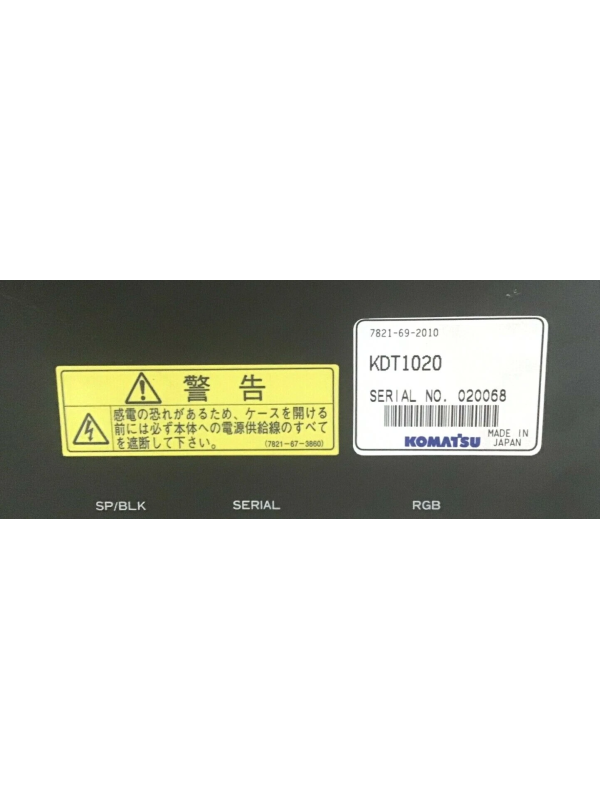 警告
感電の恐れがあるため、ケースを開ける
前には必ず本体への電源供給線のすべて
を遮断して下さい。 (7821-67-3860)
7821-69-2010
KDT1020
SERIAL NO. 020068
KOMATSU MADE IN
JAPAN
SP/BLK SERIAL RGB